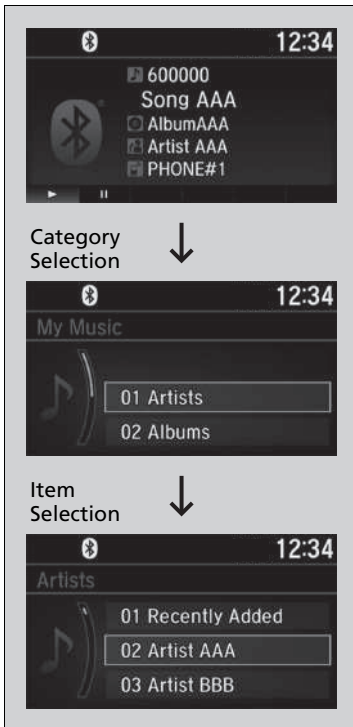 12:34
600000
Song AAA
AlbumAAA
Artist AAA
PHONE#1
Category
Selection
12:34
My Music
01 Artists
02 Albums
Item
Selection
12:34
Artists
01 Recently Added
02 Artist AAA
03 Artist BBB